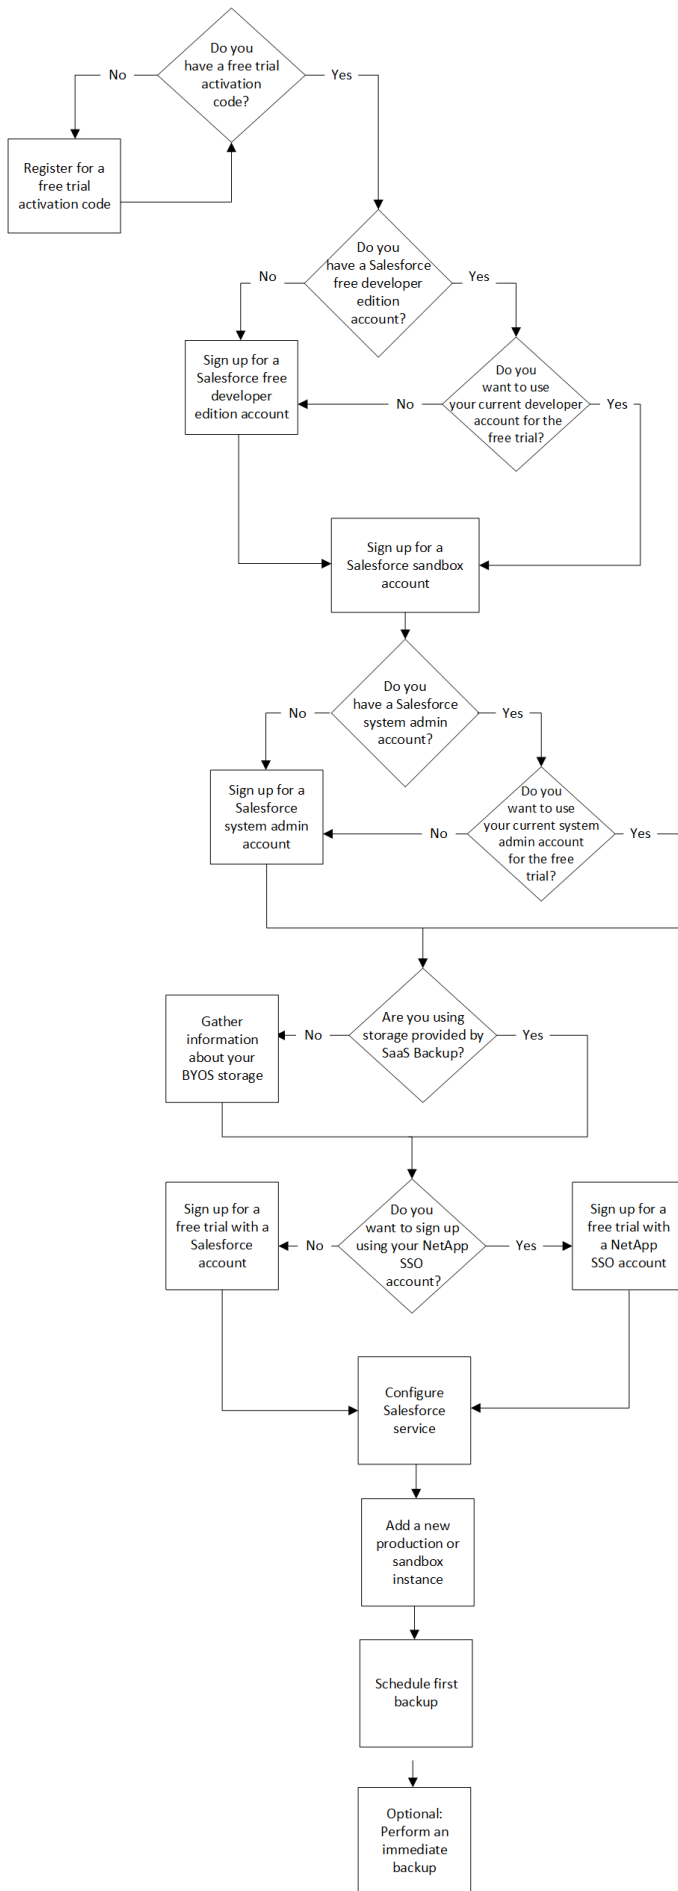 Do you
have a free trial
activation
code?
No
Yes
Register for a
free trial
activation code
Do you
have a Salesforce
free developer
edition
account?
No
Yes
Sign up for a
Salesforce free
developer
edition account
Do you
want to use
your current developer
account for the
free trial?
No
Yes
Sign up for a
Salesforce sandbox
account
Do you
have a Salesforce
system admin
account?
No
Yes
Sign up for a
Salesforce
system admin
account
Do you
want to use
your current system
admin account
for the free
trial?
No
Yes
Are you using
storage provided by
SaaS Backup?
No
Yes
Gather
information
about your
BYOS storage
Do you
want to sign up
using your NetApp
SSO
account?
No
Yes
Sign up for a
free trial with a
Salesforce
account
Sign up for a
free trial with
a NetApp
SSO account
Configure
Salesforce
service
Add a new
production or
sandbox
instance
Schedule first
backup
Optional:
Perform an
immediate
backup